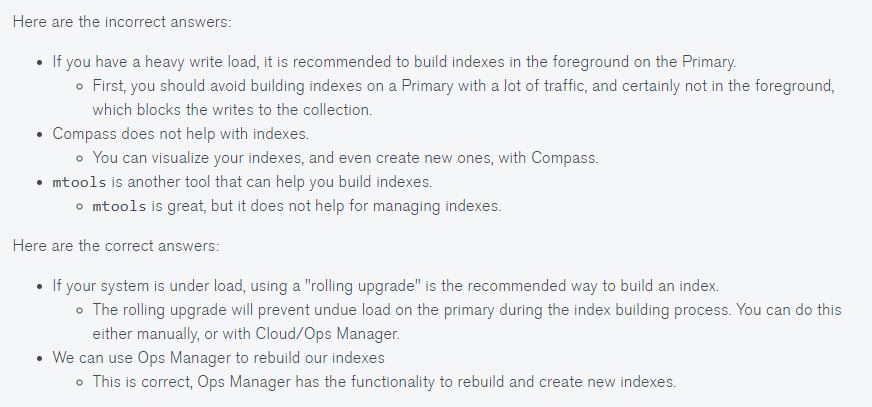 Here are the incorrect answers:
• If you have a heavy write load, it is recommended to build indexes in the foreground on the Primary.
◦ First, you should avoid building indexes on a Primary with a lot of traffic, and certainly not in the foreground,
which blocks the writes to the collection.
• Compass does not help with indexes.
◦ You can visualize your indexes, and even create new ones, with Compass.
• mtools is another tool that can help you build indexes.
◦ mtools is great, but it does not help for managing indexes.
Here are the correct answers:
• If your system is under load, using a "rolling upgrade" is the recommended way to build an index.
◦ The rolling upgrade will prevent undue load on the primary during the index building process. You can do this
either manually, or with Cloud/Ops Manager.
• We can use Ops Manager to rebuild our indexes
◦ This is correct, Ops Manager has the functionality to rebuild and create new indexes.